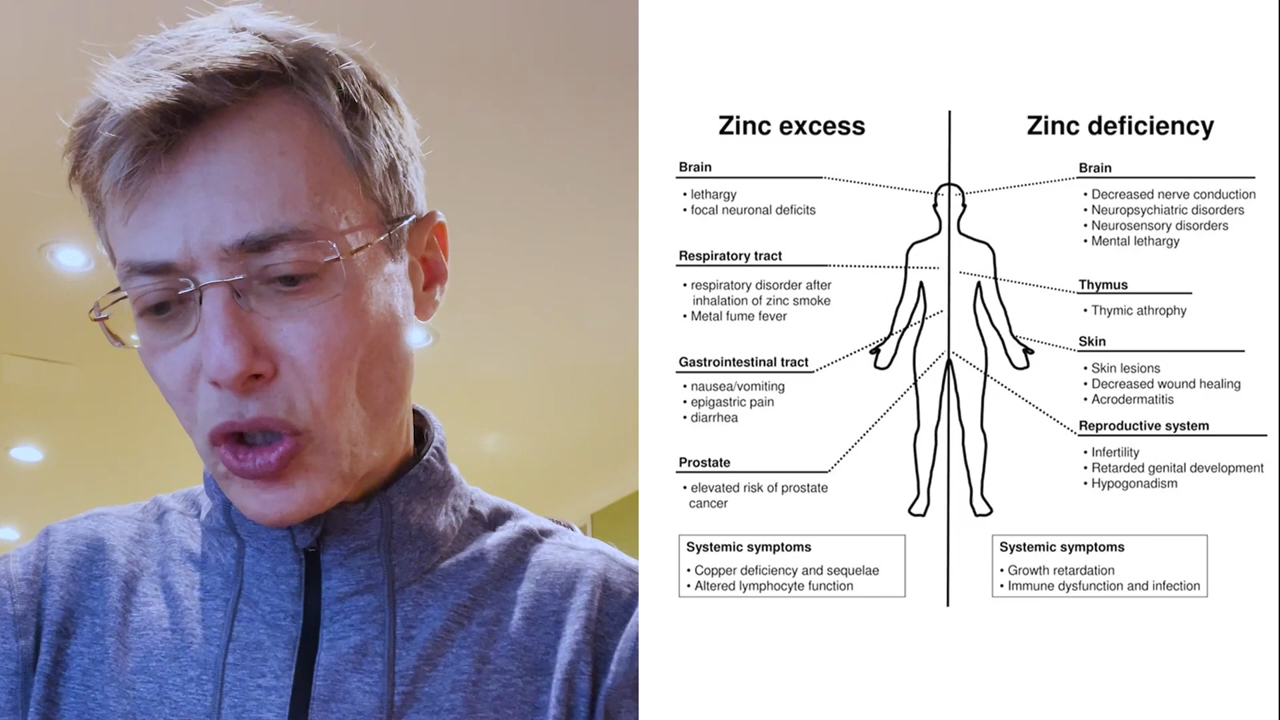 Zinc excess
Brain
• lethargy
• focal neuronal deficits
Respiratory tract
• respiratory disorder after
inhalation of zinc smoke
• Metal fume fever
Gastrointestinal tract
• nausea/vomiting
• epigastric pain
• diarrhea
Prostate
• elevated risk of prostate
cancer
Systemic symptoms
• Copper deficiency and sequelae
• Altered lymphocyte function
Zinc deficiency
Brain
• Decreased nerve conduction
• Neuropsychiatric disorders
• Neurosensory disorders
• Mental lethargy
Thymus
• Thymic atrophy
Skin
• Skin lesions
• Decreased wound healing
• Acrodermatitis
Reproductive system
• Infertility
• Retarded genital development
• Hypogonadism
Systemic symptoms
• Growth retardation
• Immune dysfunction and infection